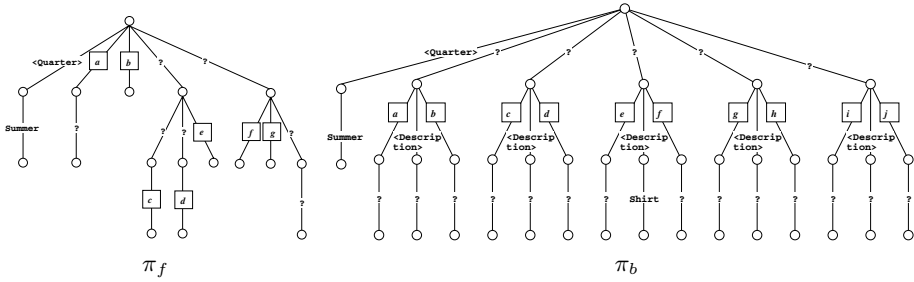 <Quarter> ? ? ? ? ?
<Quarter> a b ? ?
a b c d e f g h i j
Summer ? ? ? e f g ?
Summer <Descrip <Descrip <Descrip <Descrip <Descrip
tion> tion> tion> tion> tion>
c d ?
? ? ? ? ? ? ? Shirt ? ? ? ? ? ? ?
π_f π_b